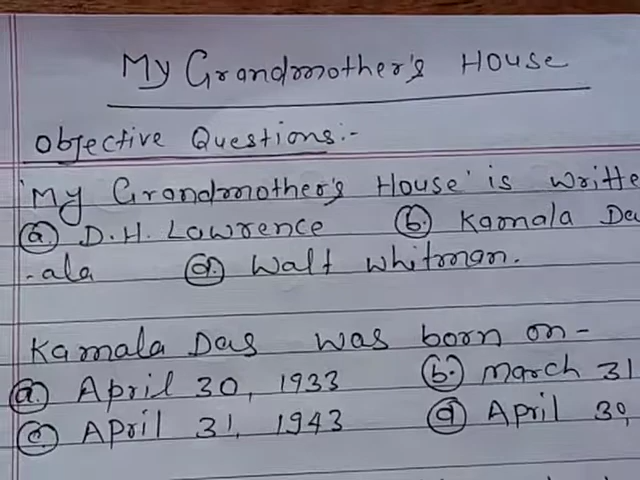 My Grandmother's House
Objective Questions:-
'My Grandmother's House' is writte
(a.) D.H. Lawrence (b.) Kamala Da
-ala (d.) Walt Whitman.
Kamala Das was born on-
(a.) April 30, 1933 (b.) March 31
(c.) April 31, 1943 (d) April 30,